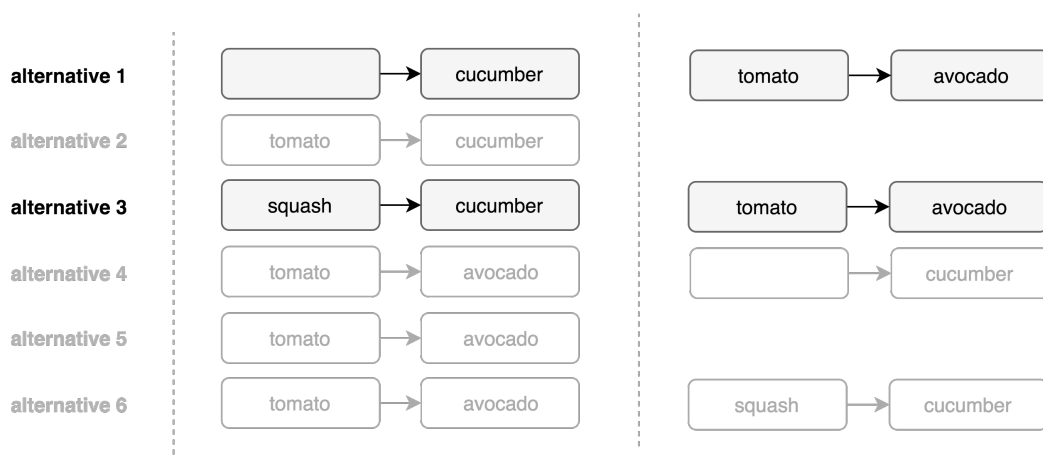 alternative 1 cucumber tomato avocado
alternative 2 tomato cucumber
alternative 3 squash cucumber tomato avocado
alternative 4 tomato avocado cucumber
alternative 5 tomato avocado
alternative 6 tomato avocado squash cucumber